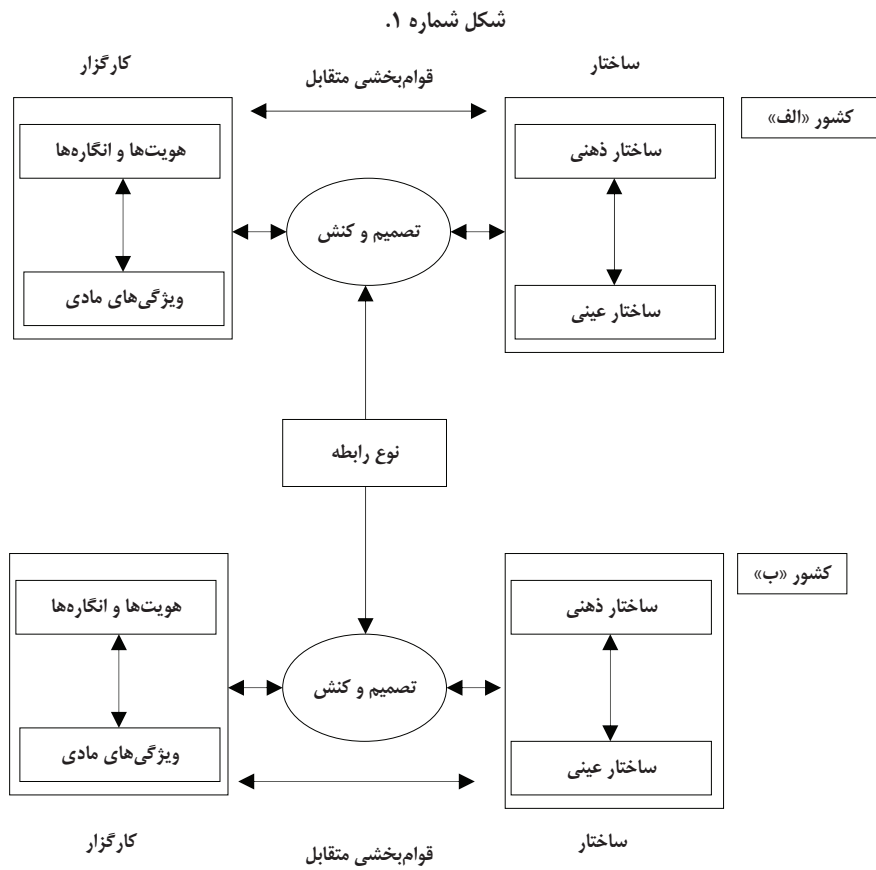 شکل شماره ۱.
ساختار
قوام‌بخشی متقابل
کارگزار
کشور «الف»
ساختار ذهنی
هویت‌ها و انگاره‌ها
تصمیم و کنش
ساختار عینی
ویژگی‌های مادی
نوع رابطه
کشور «ب»
ساختار ذهنی
هویت‌ها و انگاره‌ها
تصمیم و کنش
ساختار عینی
ویژگی‌های مادی
ساختار
قوام‌بخشی متقابل
کارگزار